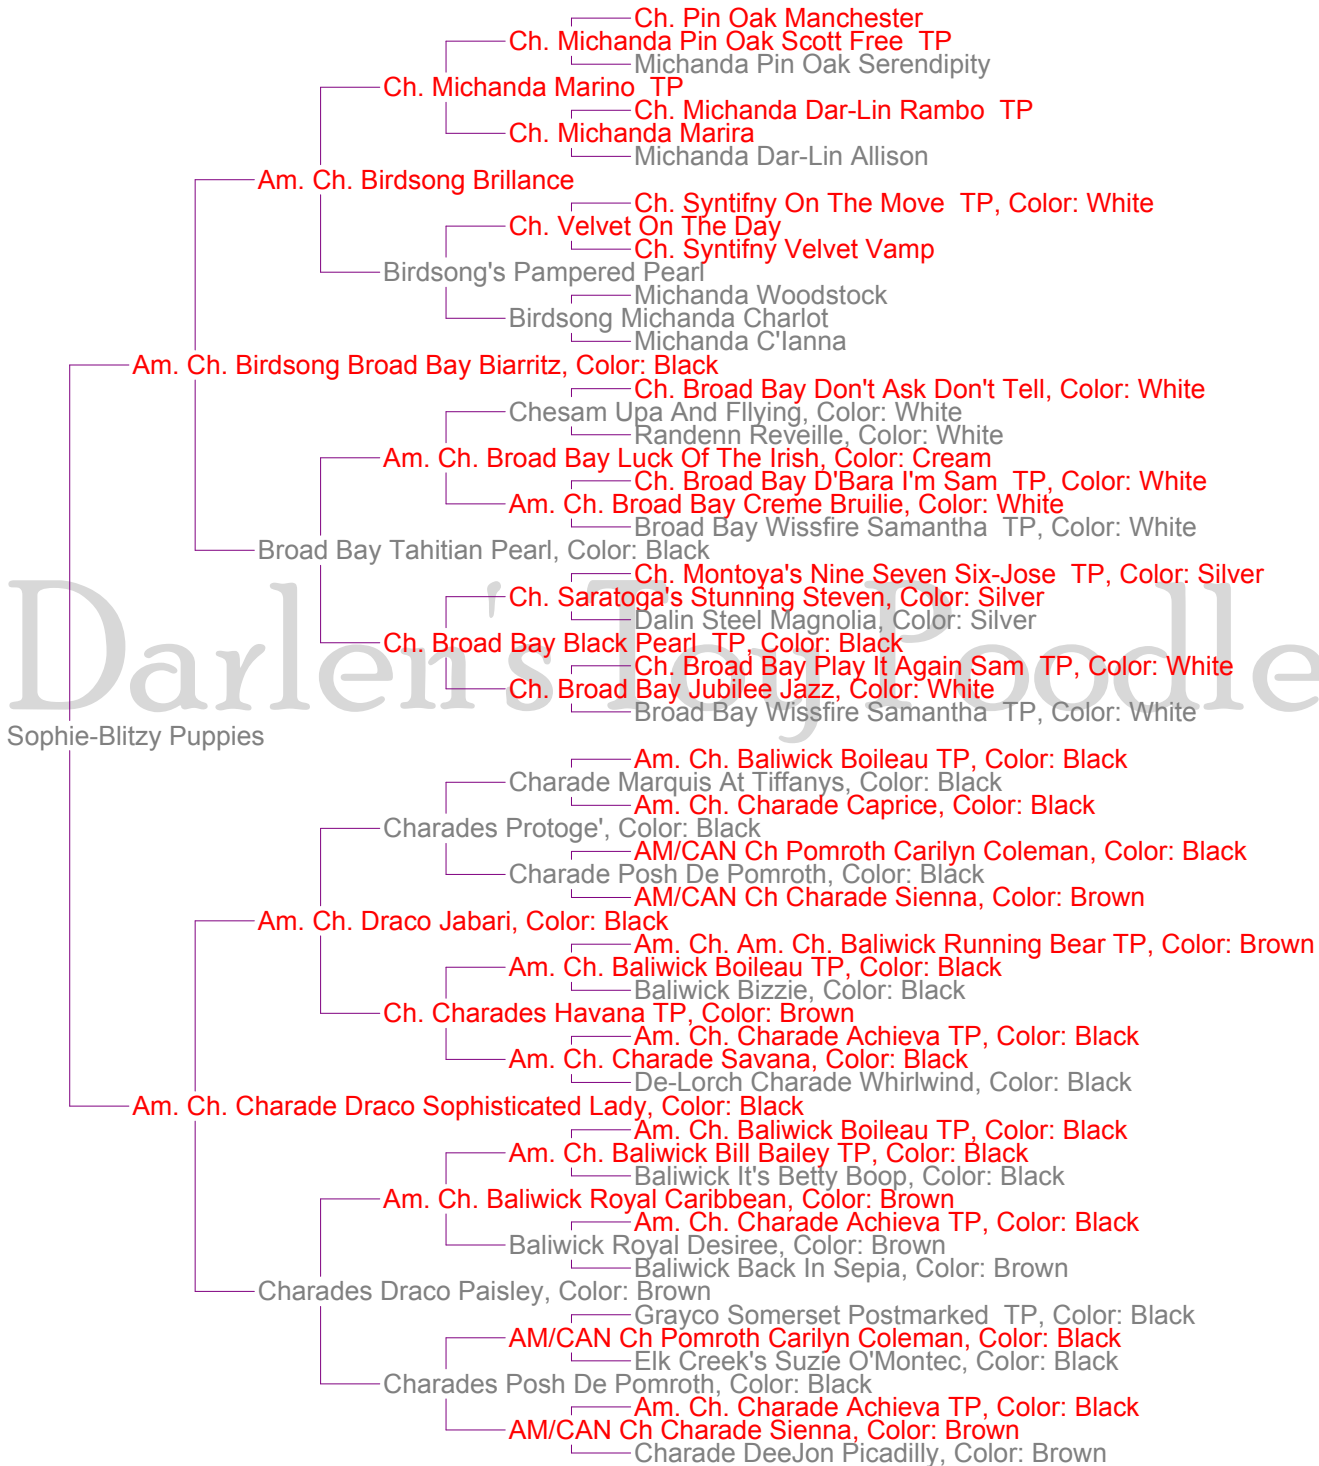 Ch. Pin Oak Manchester
Ch. Michanda Pin Oak Scott Free  TP
Michanda Pin Oak Serendipity
Ch. Michanda Marino  TP
Ch. Michanda Dar-Lin Rambo  TP
Ch. Michanda Marira
Michanda Dar-Lin Allison
Am. Ch. Birdsong Brillance
Ch. Syntifny On The Move  TP, Color: White
Ch. Velvet On The Day
Ch. Syntifny Velvet Vamp
Birdsong's Pampered Pearl
Michanda Woodstock
Birdsong Michanda Charlot
Michanda C'Ianna
Am. Ch. Birdsong Broad Bay Biarritz, Color: Black
Ch. Broad Bay Don't Ask Don't Tell, Color: White
Chesam Upa And Fllying, Color: White
Randenn Reveille, Color: White
Am. Ch. Broad Bay Luck Of The Irish, Color: Cream
Ch. Broad Bay D'Bara I'm Sam  TP, Color: White
Am. Ch. Broad Bay Creme Bruilie, Color: White
Broad Bay Wissfire Samantha  TP, Color: White
Broad Bay Tahitian Pearl, Color: Black
Ch. Montoya's Nine Seven Six-Jose  TP, Color: Silver
Ch. Saratoga's Stunning Steven, Color: Silver
Dalin Steel Magnolia, Color: Silver
Ch. Broad Bay Black Pearl  TP, Color: Black
Darlen's Toy Poodle
Ch. Broad Bay Play It Again Sam  TP, Color: White
Ch. Broad Bay Jubilee Jazz, Color: White
Broad Bay Wissfire Samantha  TP, Color: White
Sophie-Blitzy Puppies
Am. Ch. Baliwick Boileau TP, Color: Black
Charade Marquis At Tiffanys, Color: Black
Am. Ch. Charade Caprice, Color: Black
Charades Protoge', Color: Black
AM/CAN Ch Pomroth Carilyn Coleman, Color: Black
Charade Posh De Pomroth, Color: Black
AM/CAN Ch Charade Sienna, Color: Brown
Am. Ch. Draco Jabari, Color: Black
Am. Ch. Am. Ch. Baliwick Running Bear TP, Color: Brown
Am. Ch. Baliwick Boileau TP, Color: Black
Baliwick Bizzie, Color: Black
Ch. Charades Havana TP, Color: Brown
Am. Ch. Charade Achieva TP, Color: Black
Am. Ch. Charade Savana, Color: Black
De-Lorch Charade Whirlwind, Color: Black
Am. Ch. Charade Draco Sophisticated Lady, Color: Black
Am. Ch. Baliwick Boileau TP, Color: Black
Am. Ch. Baliwick Bill Bailey TP, Color: Black
Baliwick It's Betty Boop, Color: Black
Am. Ch. Baliwick Royal Caribbean, Color: Brown
Am. Ch. Charade Achieva TP, Color: Black
Baliwick Royal Desiree, Color: Brown
Baliwick Back In Sepia, Color: Brown
Charades Draco Paisley, Color: Brown
Grayco Somerset Postmarked  TP, Color: Black
AM/CAN Ch Pomroth Carilyn Coleman, Color: Black
Elk Creek's Suzie O'Montec, Color: Black
Charades Posh De Pomroth, Color: Black
Am. Ch. Charade Achieva TP, Color: Black
AM/CAN Ch Charade Sienna, Color: Brown
Charade DeeJon Picadilly, Color: Brown